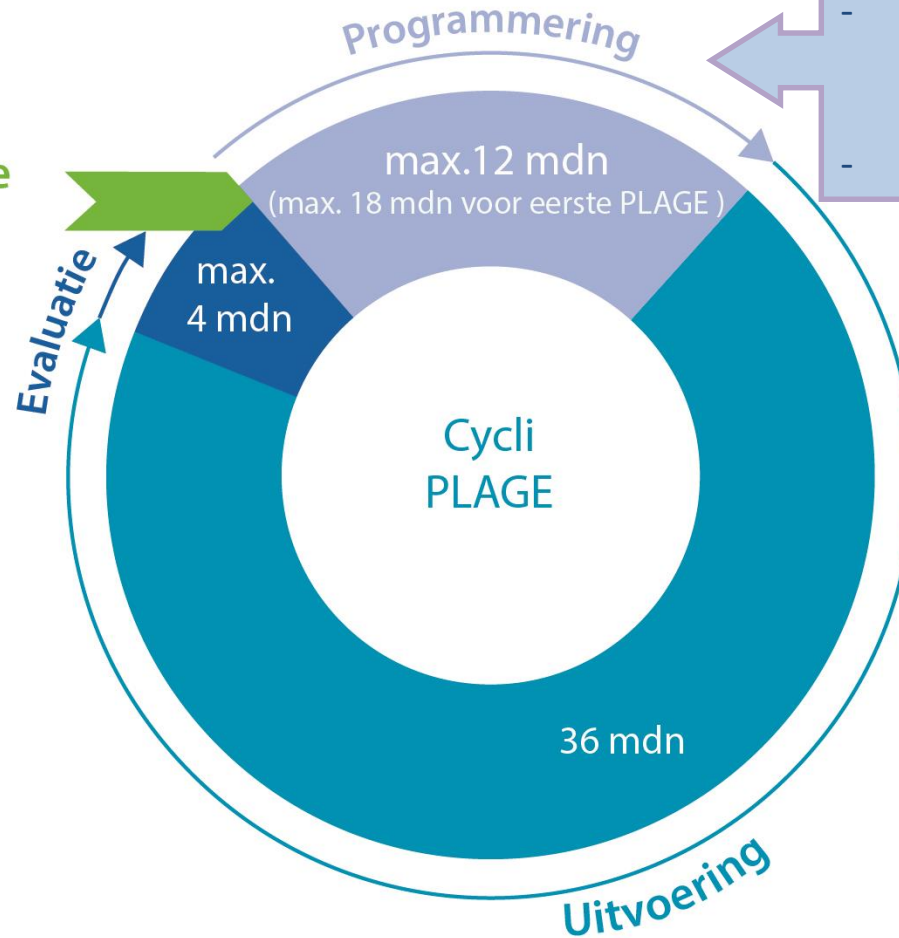 Programmering
-
-
max.12 mdn
(max. 18 mdn voor eerste PLAGE )
e
max.
4 mdn
Evaluatie
Cycli
PLAGE
36 mdn
Uitvoering